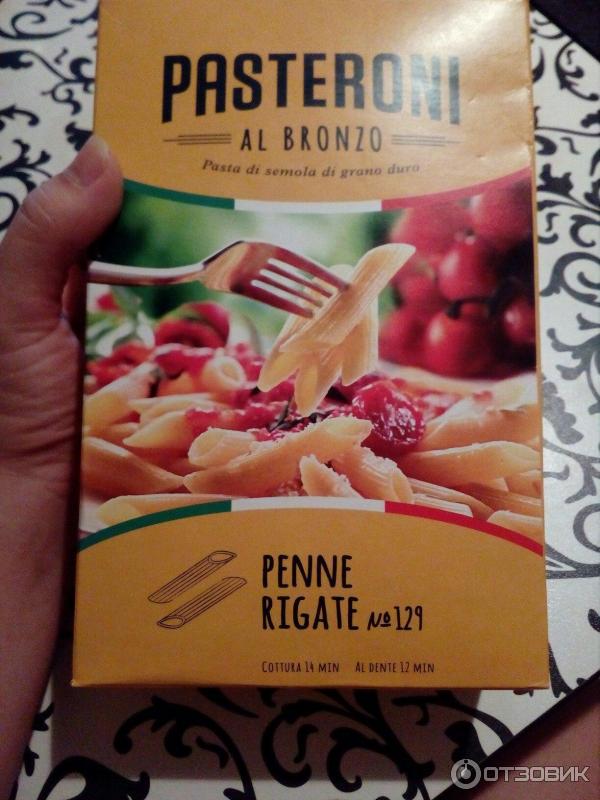 PASTERONI
AL BRONZO
Pasta di semola di grano duro
PENNE
RIGATE №129
COTTURA 14 MIN AL DENTE 12 MIN
ОТЗОВИК